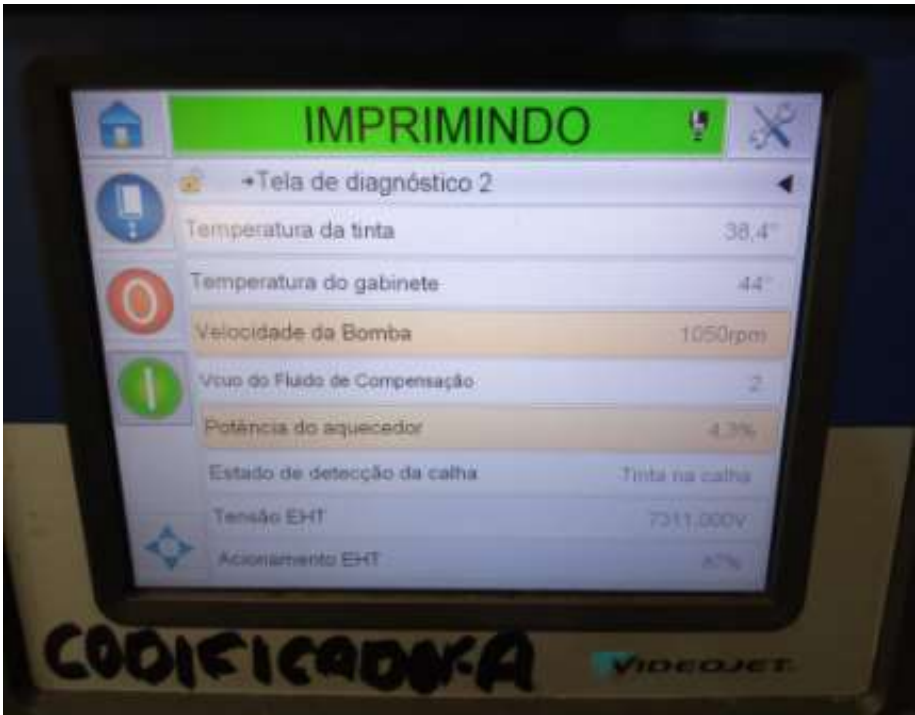 IMPRIMINDO
→Tela de diagnóstico 2
Temperatura da tinta 38,4°
Temperatura do gabinete 44°
Velocidade da Bomba 1050rpm
Vcuo do Fluido de Compensação 2
Potência do aquecedor 4,3%
Estado de detecção da calha Tinta na calha
Tensão EHT 7311,000V
Acionamento EHT
CODIFICADORA
VIDEOJET